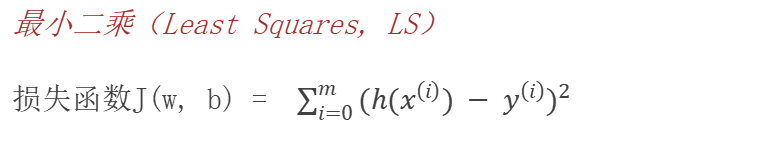 最小二乘（Least Squares, LS）
损失函数J(w, b) = ∑_{i=0}^{m}(h(x^{(i)}) − y^{(i)})^2